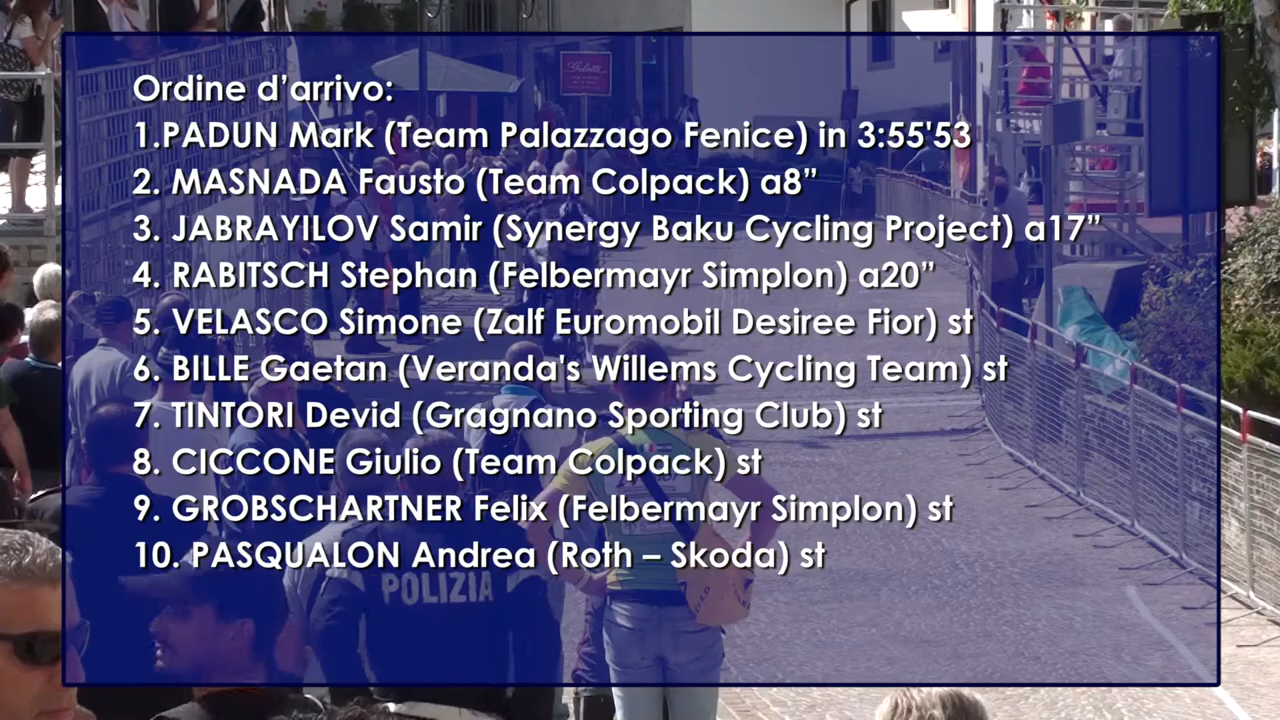 Ordine d’arrivo:
1.PADUN Mark (Team Palazzago Fenice) in 3:55'53
2. MASNADA Fausto (Team Colpack) a8”
3. JABRAYILOV Samir (Synergy Baku Cycling Project) a17”
4. RABITSCH Stephan (Felbermayr Simplon) a20”
5. VELASCO Simone (Zalf Euromobil Desiree Fior) st
6. BILLE Gaetan (Veranda's Willems Cycling Team) st
7. TINTORI Devid (Gragnano Sporting Club) st
8. CICCONE Giulio (Team Colpack) st
9. GROBSCHARTNER Felix (Felbermayr Simplon) st
10. PASQUALON Andrea (Roth – Skoda) st
POLIZIA